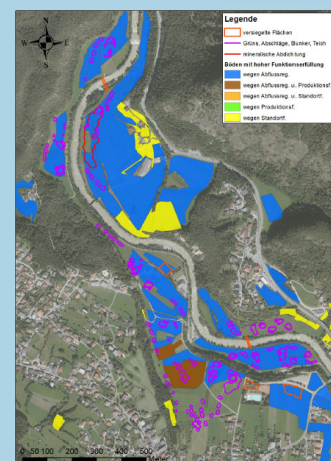 N
W E
S
Legende
versiegelte Flächen
Grüns, Abschläge, Bunker, Teich
mineralische Abdichtung
Böden mit hoher Funktionserfüllung
wegen Abflussreg.
wegen Abflussreg. u. Produktionsf.
wegen Abflussreg. u. Standortf.
wegen Produktionsf.
wegen Standortf.
0 50 100 200 300 400 500
Meter